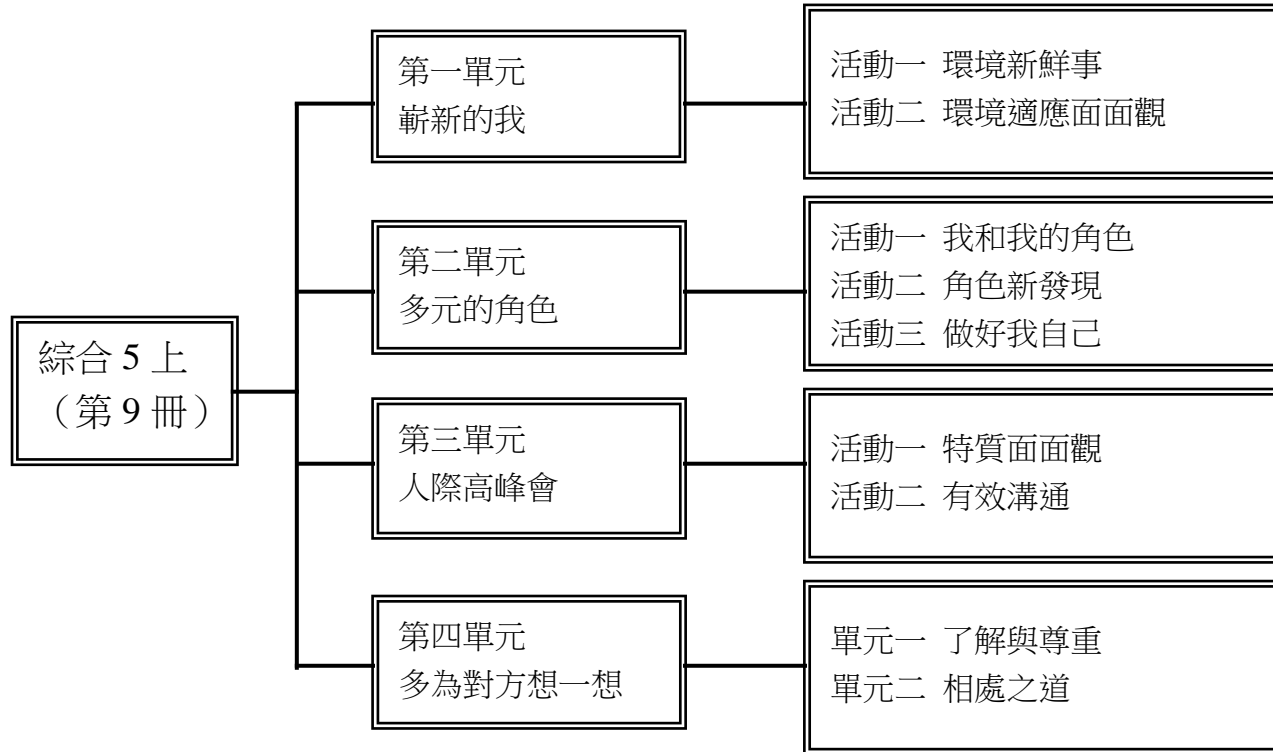 綜合 5 上
（第 9 冊）
第一單元
嶄新的我
活動一 環境新鮮事
活動二 環境適應面面觀
第二單元
多元的角色
活動一 我和我的角色
活動二 角色新發現
活動三 做好我自己
第三單元
人際高峰會
活動一 特質面面觀
活動二 有效溝通
第四單元
多為對方想一想
單元一 了解與尊重
單元二 相處之道